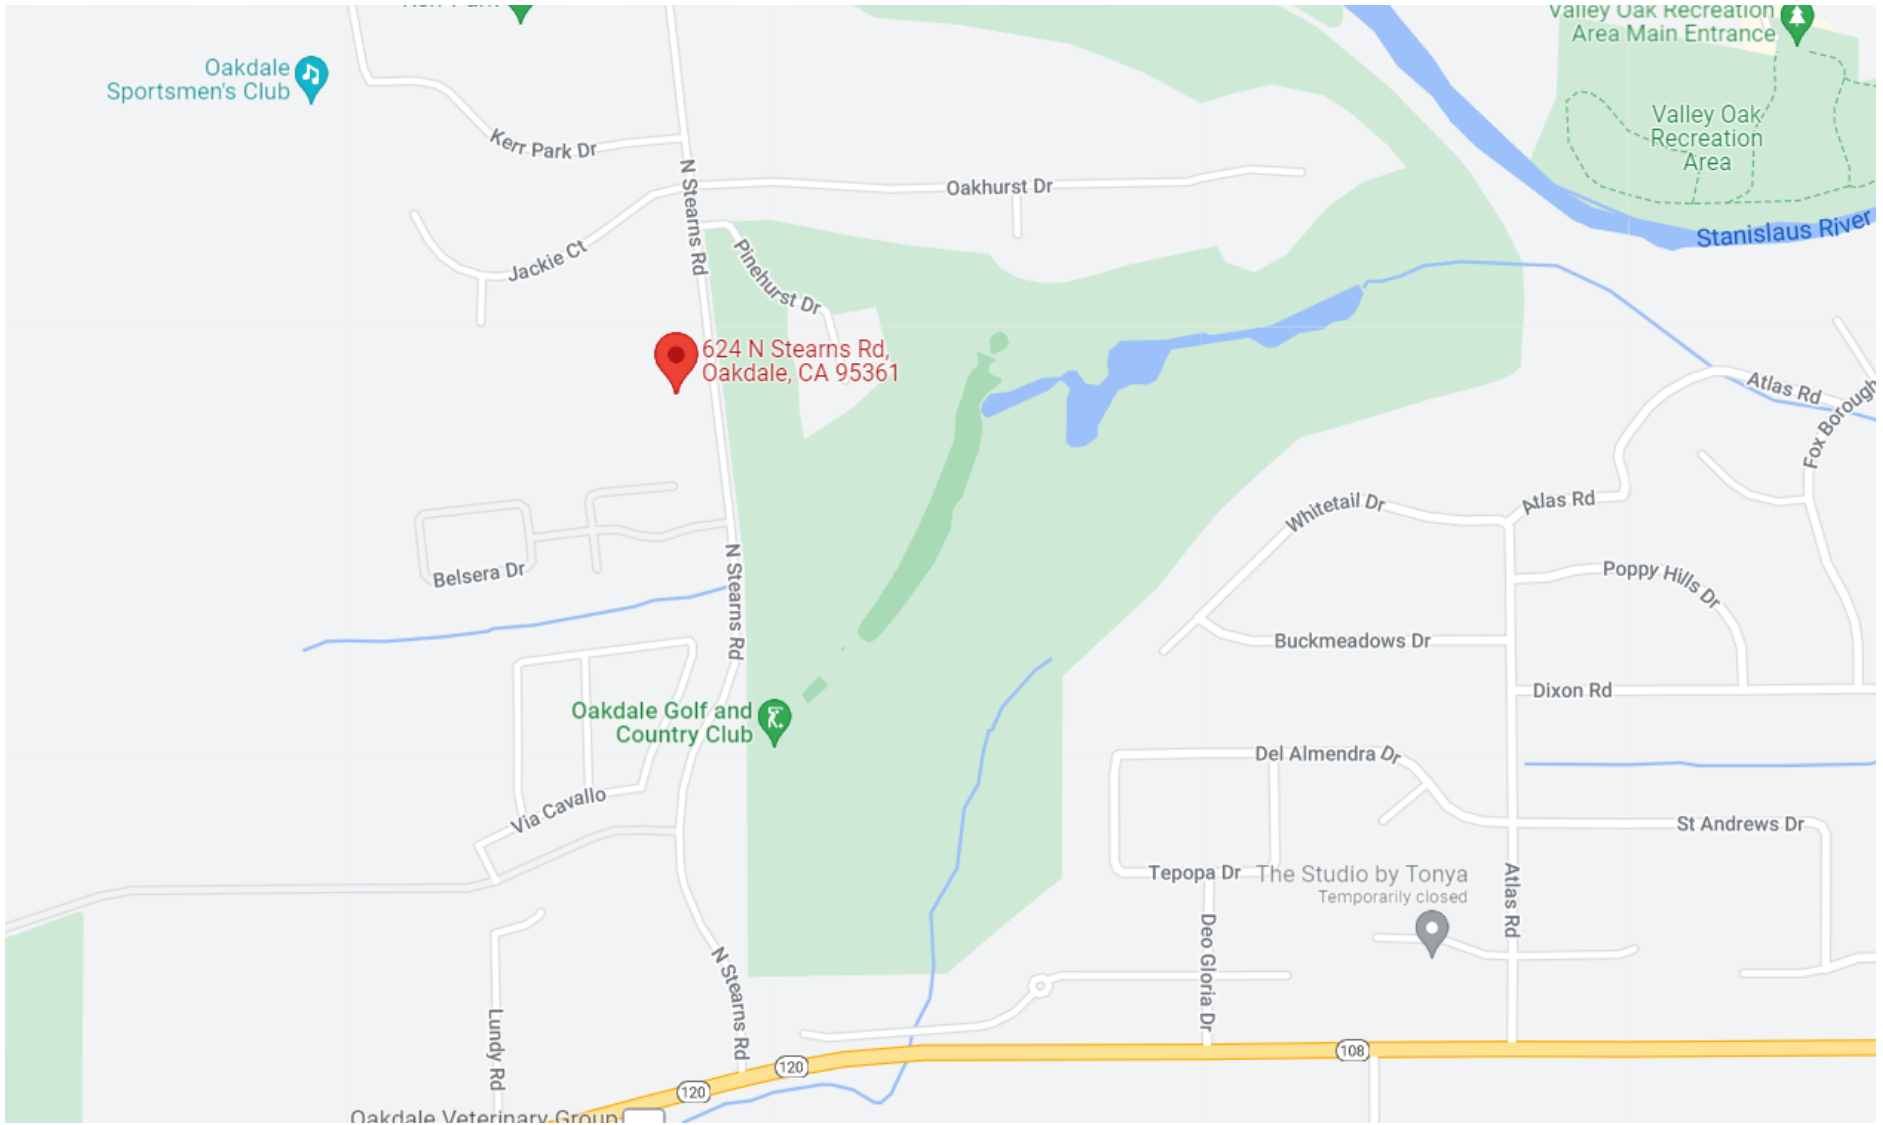 Kerr Park
Valley Oak Recreation
Area Main Entrance
Oakdale
Sportsmen's Club
Valley Oak
Recreation
Area
Kerr Park Dr
N Stearns Rd
Oakhurst Dr
Stanislaus River
Jackie Ct
Pinehurst Dr
624 N Stearns Rd,
Oakdale, CA 95361
Atlas Rd
Fox Borough
Whitetail Dr
Atlas Rd
Belsera Dr
N Stearns Rd
Poppy Hills Dr
Buckmeadows Dr
Dixon Rd
Oakdale Golf and
Country Club
Del Almendra Dr
Via Cavallo
St Andrews Dr
Tepopa Dr
The Studio by Tonya
Temporarily closed
Atlas Rd
Deo Gloria Dr
N Stearns Rd
Lundy Rd
108
120
120
Oakdale Veterinary Group